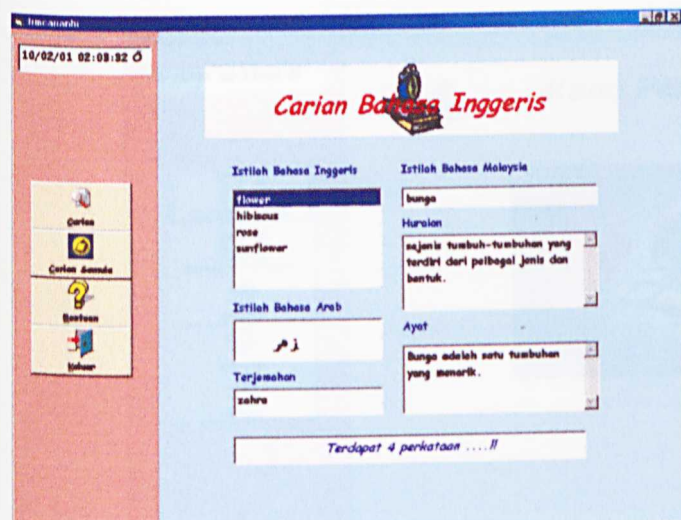 10/02/01 02:03:32
Carian Bahasa Inggeris
Istilah Bahasa Inggeris
flower
hibiscus
rose
sunflower
Istilah Bahasa Malaysia
bunga
Huraian
sejenis tumbuh-tumbuhan yang
terdiri dari pelbagai jenis dan
bentuk.
Istilah Bahasa Arab
زهر
Ayat
Bunga adalah satu tumbuhan
yang menarik.
Terjemahan
zahra
Terdapat 4 perkataan ....!!
Carian
Carian Semula
Bantuan
Keluar